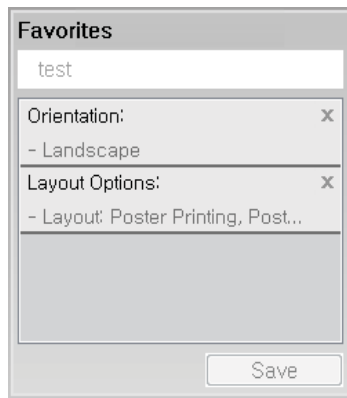 Favorites
test
Orientation: x
- Landscape
Layout Options: x
- Layout: Poster Printing, Post...
Save